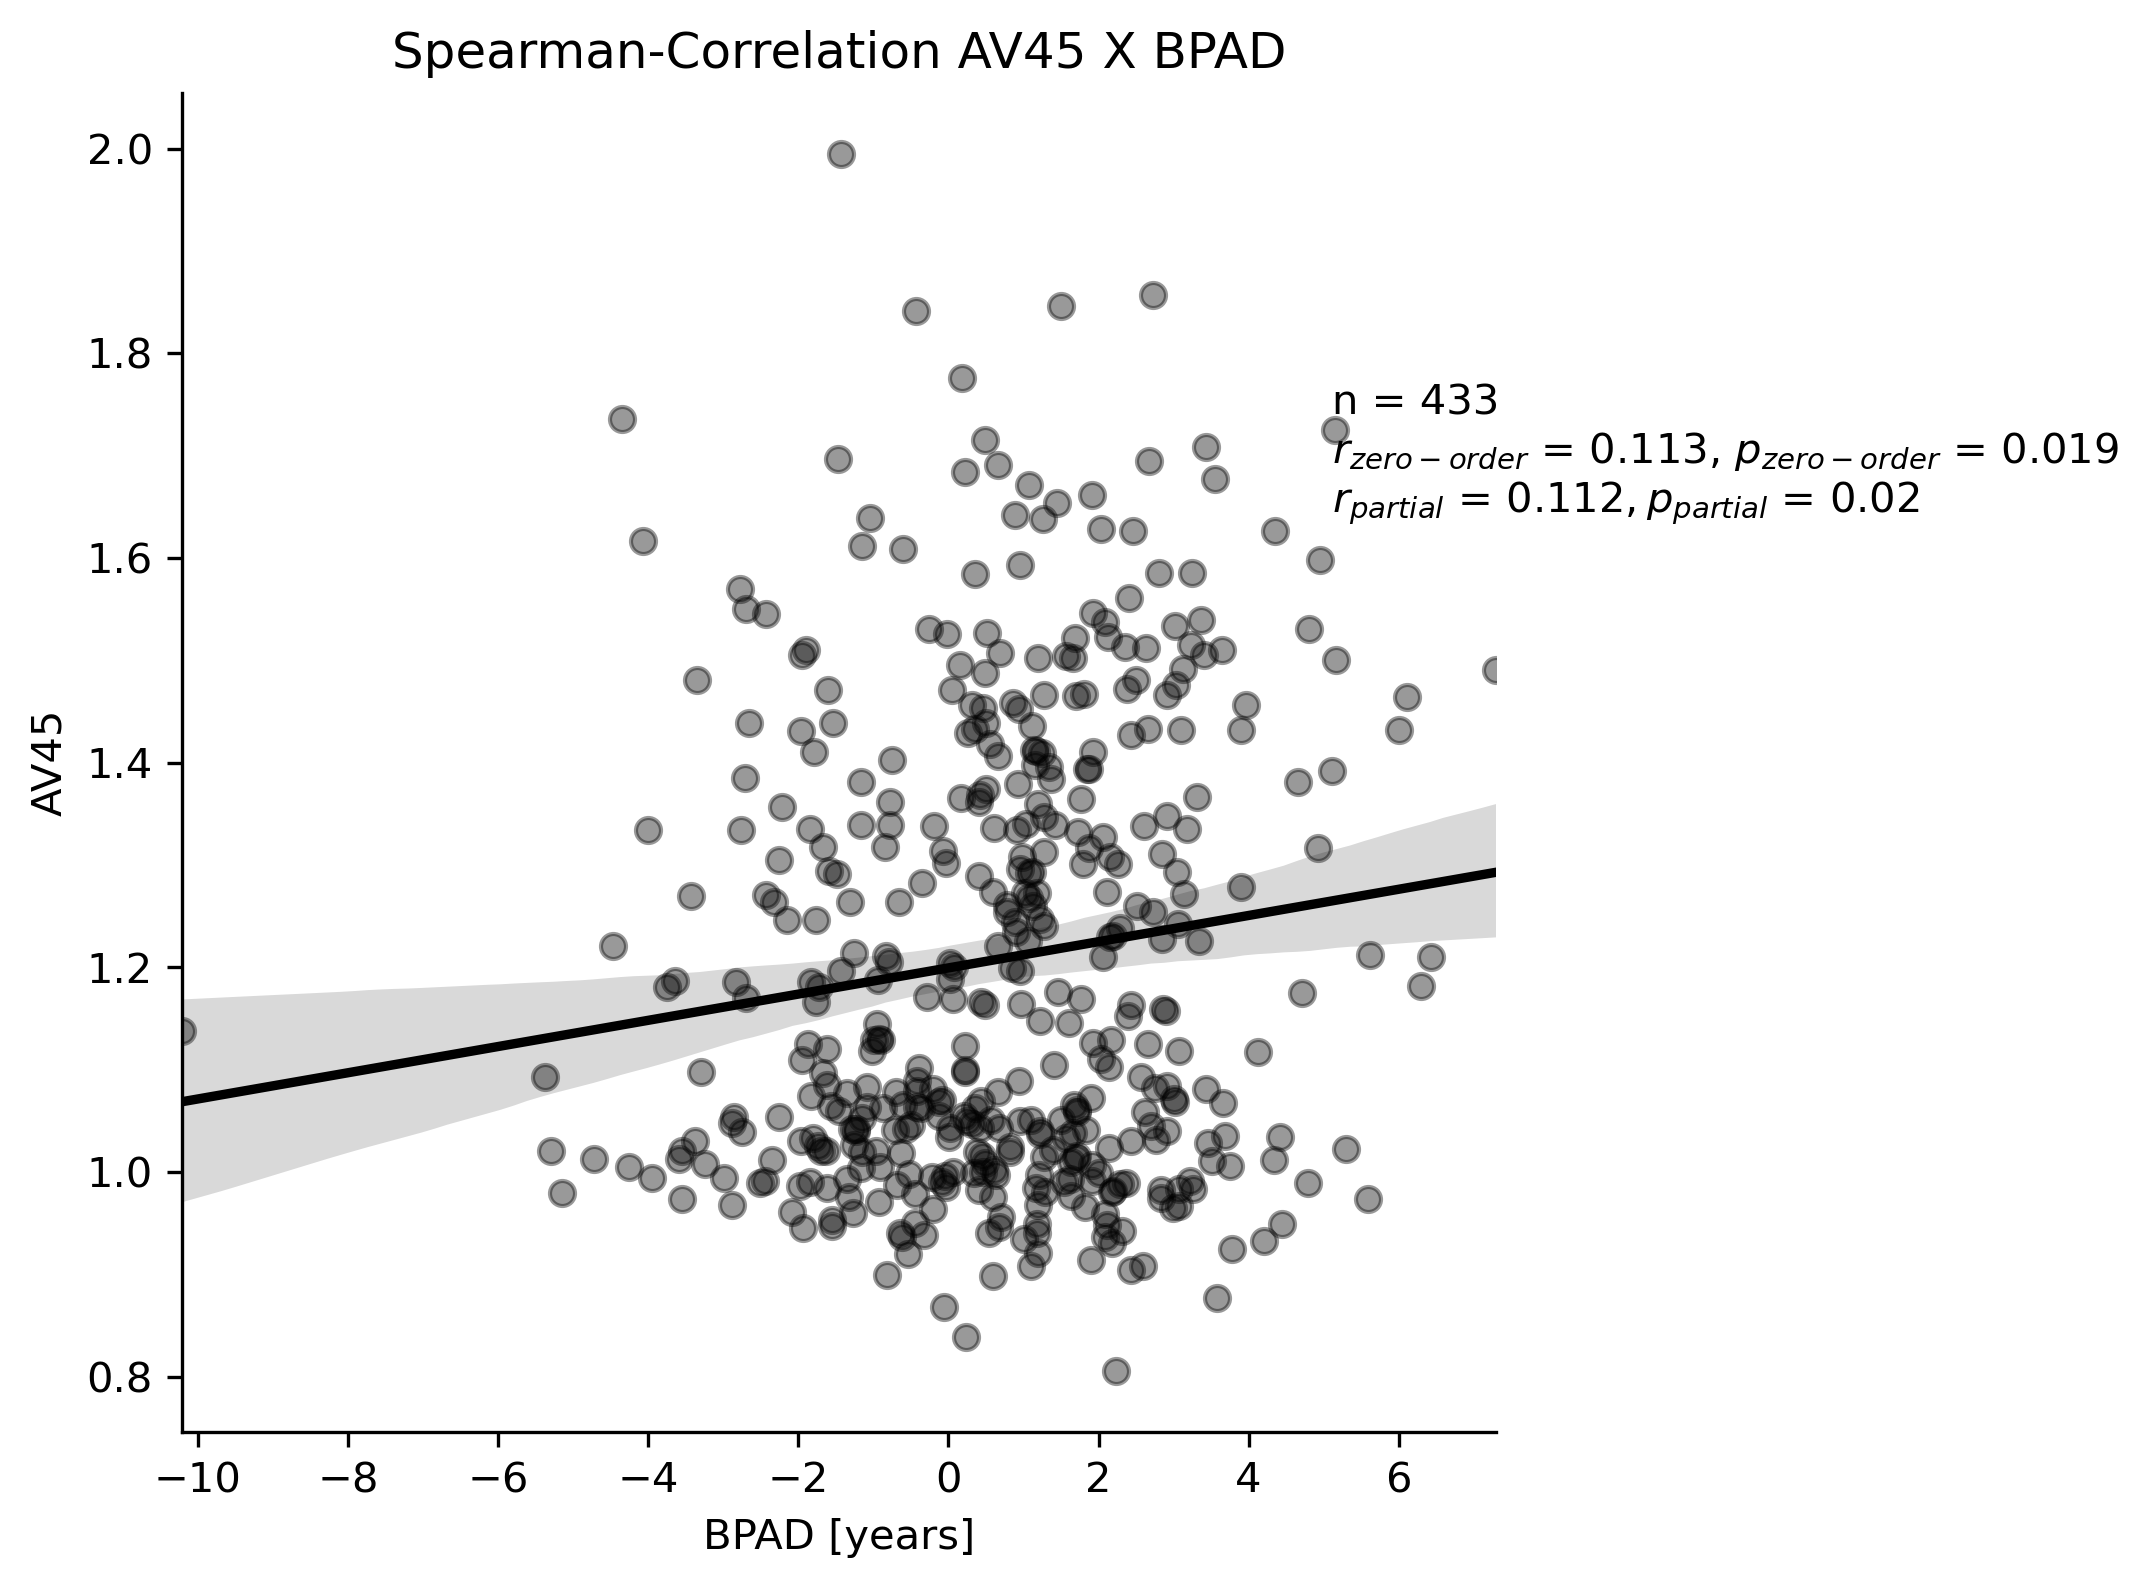 Spearman-Correlation AV45 X BPAD
2.0
1.8
1.6
1.4
1.2
1.0
0.8
AV45
n = 433
r_zero−order = 0.113, p_zero−order = 0.019
r_partial = 0.112, p_partial = 0.02
−10 −8 −6 −4 −2 0 2 4 6
BPAD [years]